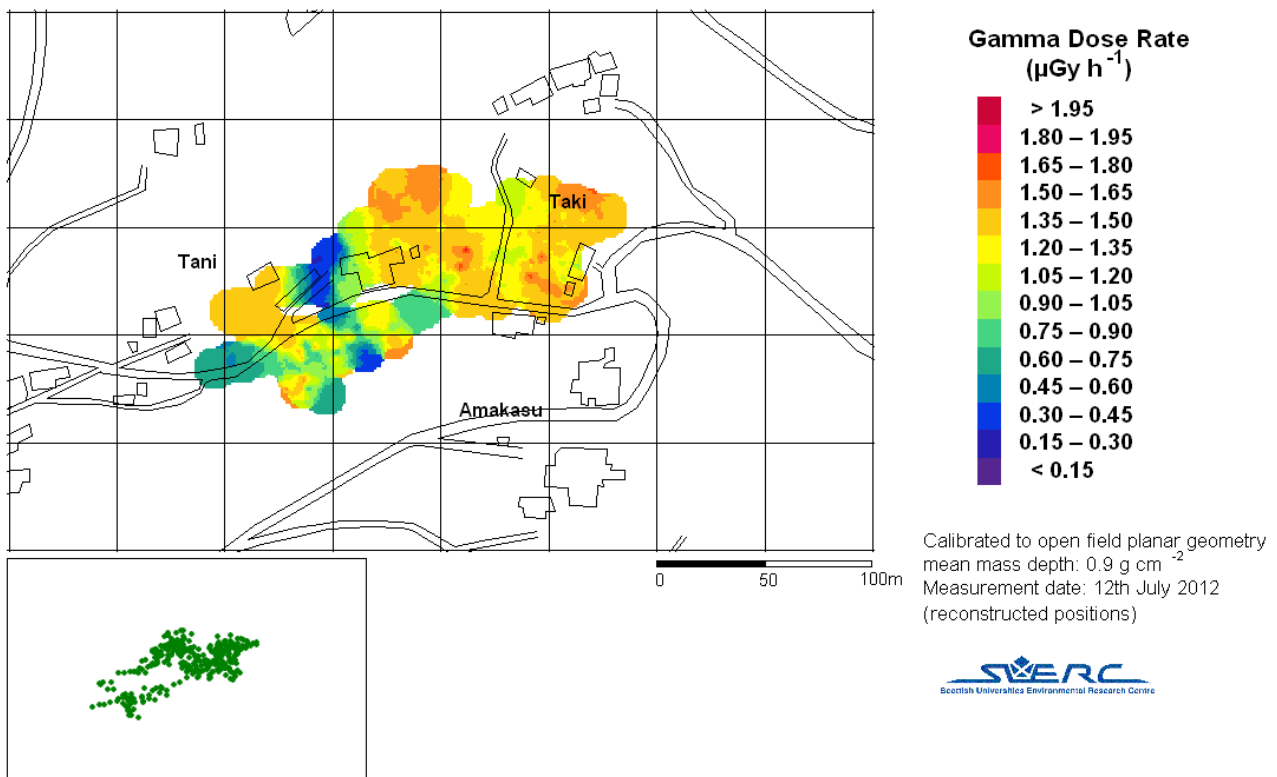 Gamma Dose Rate
(µGy h -1)
> 1.95
1.80 – 1.95
1.65 – 1.80
1.50 – 1.65
1.35 – 1.50
1.20 – 1.35
1.05 – 1.20
0.90 – 1.05
0.75 – 0.90
0.60 – 0.75
0.45 – 0.60
0.30 – 0.45
0.15 – 0.30
< 0.15
Taki
Tani
Amakasu
0 50 100m
Calibrated to open field planar geometry
mean mass depth: 0.9 g cm -2
Measurement date: 12th July 2012
(reconstructed positions)
SUERC
Scottish Universities Environmental Research Centre